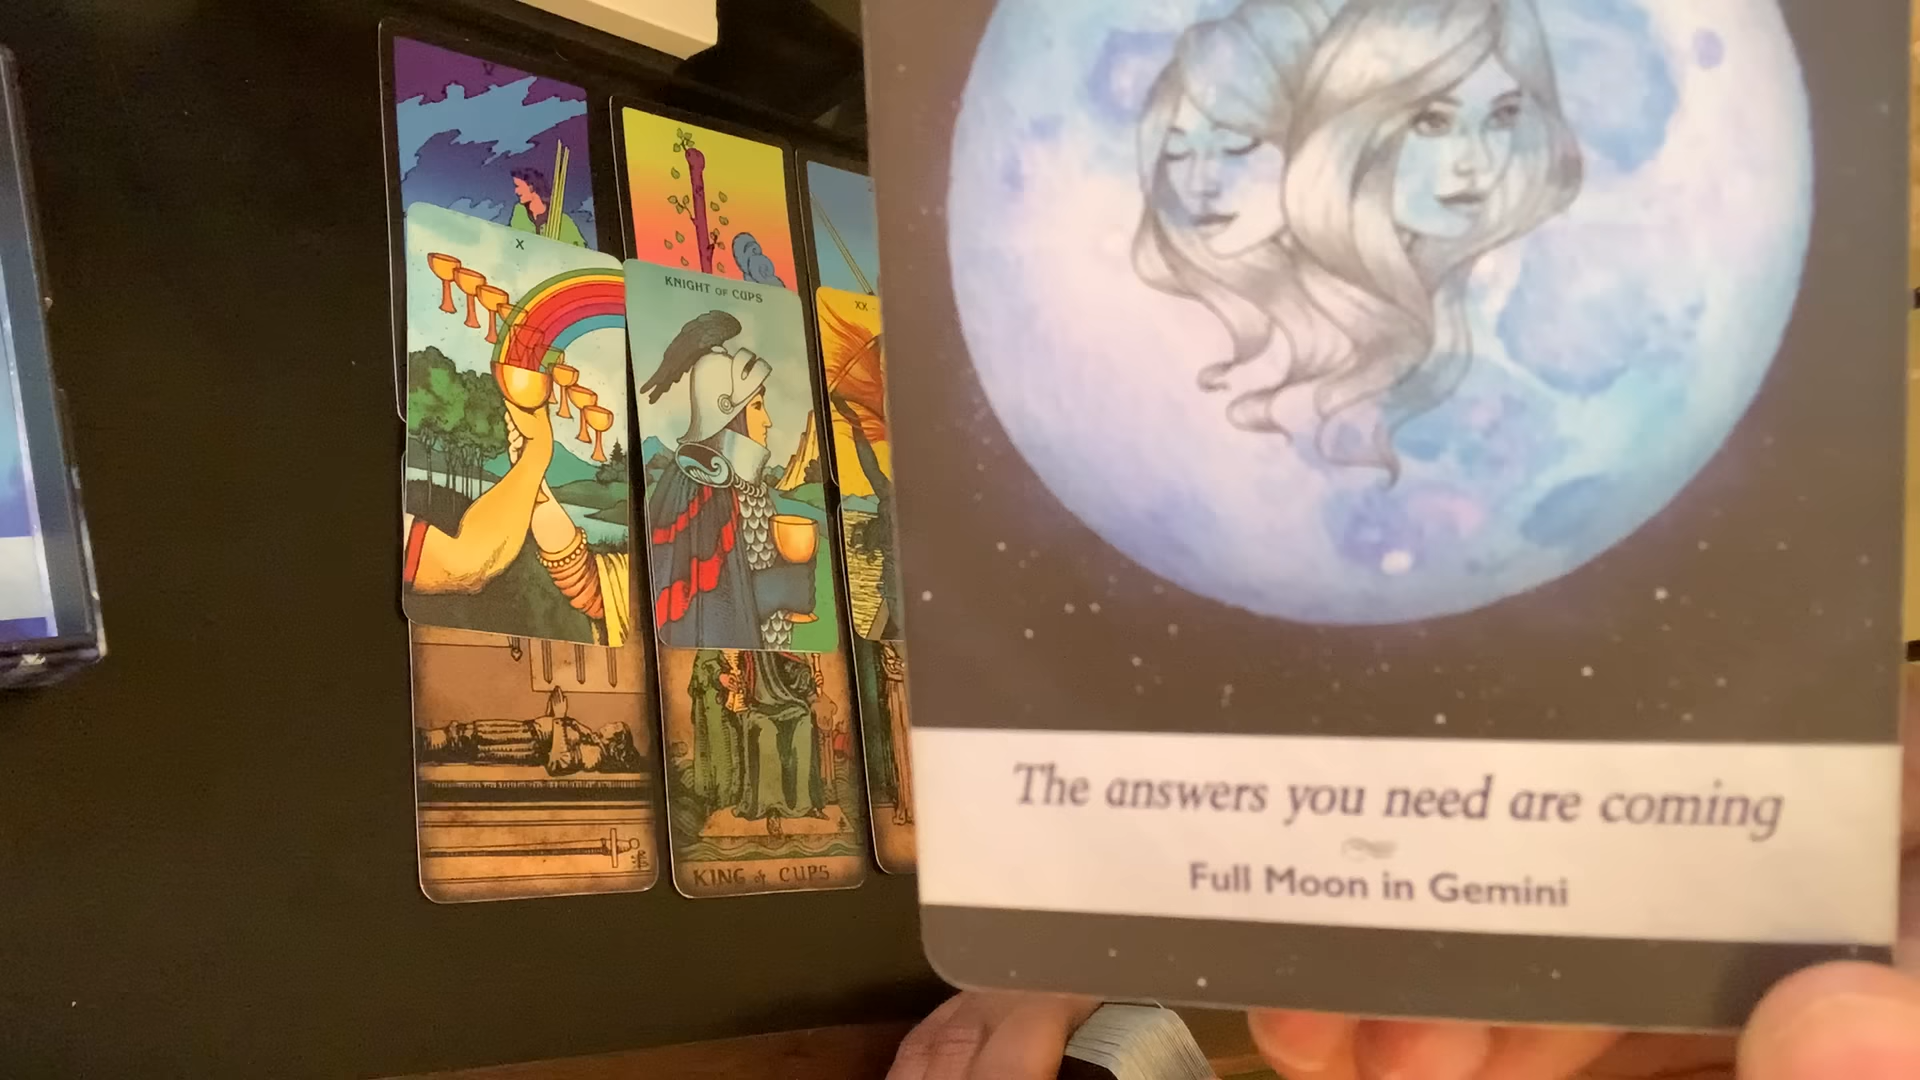 V
X
KNIGHT OF CUPS
XX
KING of CUPS
The answers you need are coming
Full Moon in Gemini